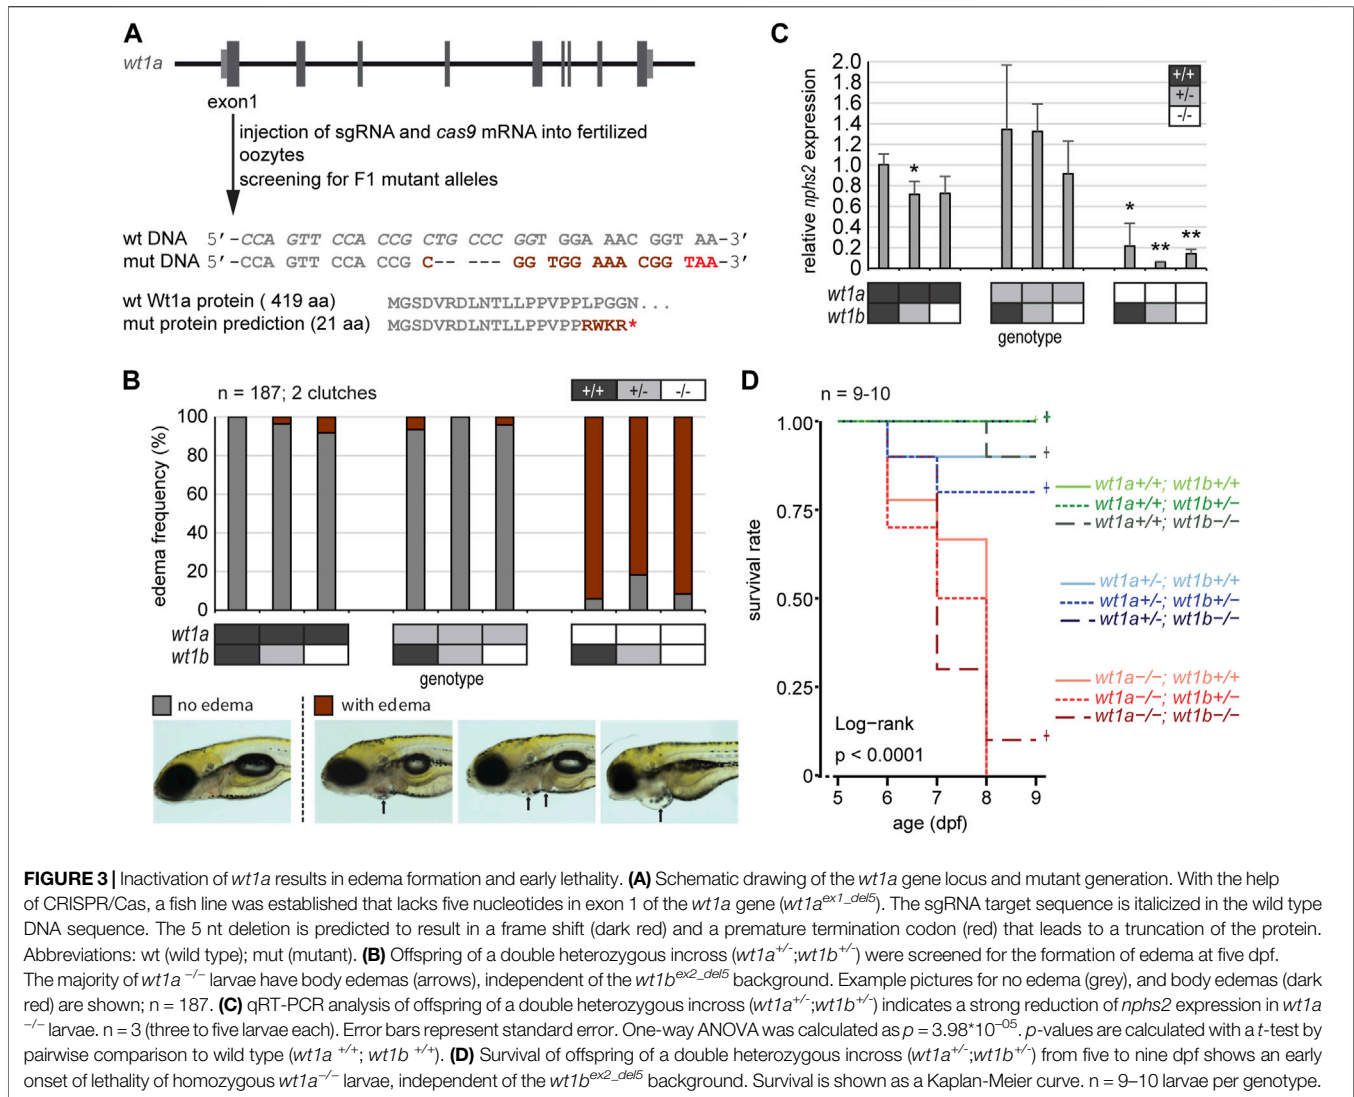 A
wt1a
exon1
injection of sgRNA and cas9 mRNA into fertilized
oozytes
screening for F1 mutant alleles
wt DNA 5′-CCA GTT CCA CCG CTG CCC GGT GGA AAC GGT AA-3′
mut DNA 5′-CCA GTT CCA CCG C-- --- GG TGG AAA CGG TAA-3′
wt Wt1a protein ( 419 aa) MGSDVRDLNTLLPPVPPLPGGN...
mut protein prediction (21 aa) MGSDVRDLNTLLPPVPPRWKR*
B
n = 187; 2 clutches
+/+ +/- -/-
edema frequency (%)
100
80
60
40
20
0
wt1a
wt1b
genotype
no edema
with edema
C
relative nphs2 expression
2.0
1.8
1.6
1.4
1.2
1.0
0.8
0.6
0.4
0.2
0
+/+
+/-
-/-
*
*
**
**
wt1a
wt1b
genotype
D
n = 9-10
survival rate
1.00
0.75
0.50
0.25
0
Log−rank
p < 0.0001
5 6 7 8 9
age (dpf)
wt1a+/+; wt1b+/+
wt1a+/+; wt1b+/−
wt1a+/+; wt1b−/−
wt1a+/-; wt1b+/+
wt1a+/-; wt1b+/−
wt1a+/-; wt1b−/−
wt1a−/−; wt1b+/+
wt1a−/−; wt1b+/−
wt1a−/−; wt1b−/−
FIGURE 3 | Inactivation of wt1a results in edema formation and early lethality. (A) Schematic drawing of the wt1a gene locus and mutant generation. With the help
of CRISPR/Cas, a fish line was established that lacks five nucleotides in exon 1 of the wt1a gene (wt1a^ex1_del5). The sgRNA target sequence is italicized in the wild type
DNA sequence. The 5 nt deletion is predicted to result in a frame shift (dark red) and a premature termination codon (red) that leads to a truncation of the protein.
Abbreviations: wt (wild type); mut (mutant). (B) Offspring of a double heterozygous incross (wt1a+/-;wt1b+/-) were screened for the formation of edema at five dpf.
The majority of wt1a −/− larvae have body edemas (arrows), independent of the wt1b^ex2_del5 background. Example pictures for no edema (grey), and body edemas (dark
red) are shown; n = 187. (C) qRT-PCR analysis of offspring of a double heterozygous incross (wt1a+/-;wt1b+/-) indicates a strong reduction of nphs2 expression in wt1a
−/− larvae. n = 3 (three to five larvae each). Error bars represent standard error. One-way ANOVA was calculated as p = 3.98*10−05. p-values are calculated with a t-test by
pairwise comparison to wild type (wt1a +/+; wt1b +/+). (D) Survival of offspring of a double heterozygous incross (wt1a+/-;wt1b+/-) from five to nine dpf shows an early
onset of lethality of homozygous wt1a−/− larvae, independent of the wt1b^ex2_del5 background. Survival is shown as a Kaplan-Meier curve. n = 9–10 larvae per genotype.